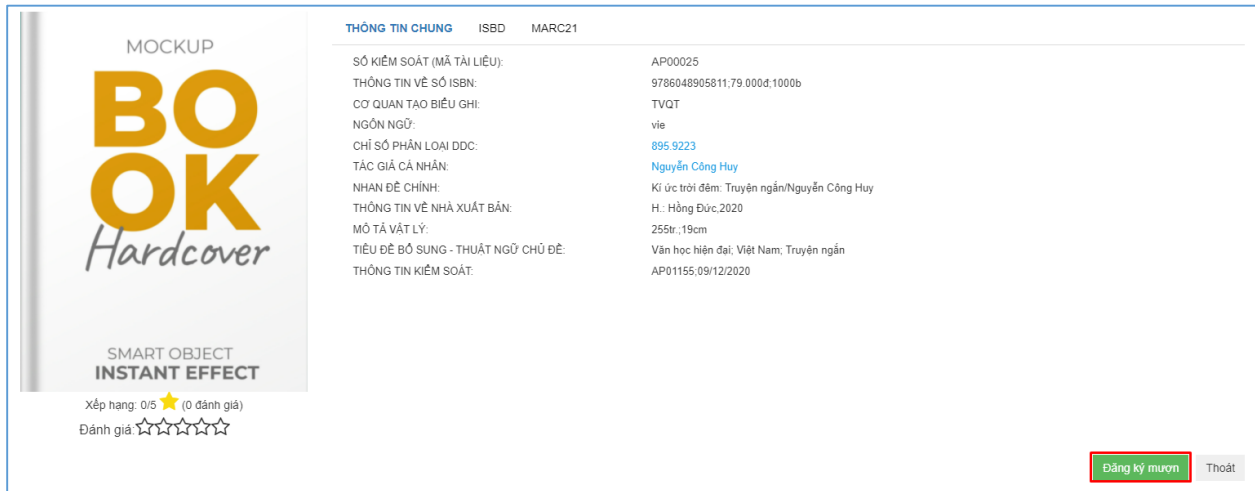 MOCKUP
BO
OK
Hardcover
SMART OBJECT
INSTANT EFFECT
Xếp hạng: 0/5 (0 đánh giá)
Đánh giá:
THÔNG TIN CHUNG ISBD MARC21
SỐ KIỂM SOÁT (MÃ TÀI LIỆU): AP00025
THÔNG TIN VỀ SỐ ISBN: 9786048905811;79.000đ;1000b
CƠ QUAN TẠO BIỂU GHI: TVQT
NGÔN NGỮ: vie
CHỈ SỐ PHÂN LOẠI DDC: 895.9223
TÁC GIẢ CÁ NHÂN: Nguyễn Công Huy
NHAN ĐỀ CHÍNH: Kí ức trời đêm: Truyện ngắn/Nguyễn Công Huy
THÔNG TIN VỀ NHÀ XUẤT BẢN: H.: Hồng Đức,2020
MÔ TẢ VẬT LÝ: 255tr.;19cm
TIÊU ĐỀ BỔ SUNG - THUẬT NGỮ CHỦ ĐỀ: Văn học hiện đại; Việt Nam; Truyện ngắn
THÔNG TIN KIỂM SOÁT: AP01155;09/12/2020
Đăng ký mượn Thoát